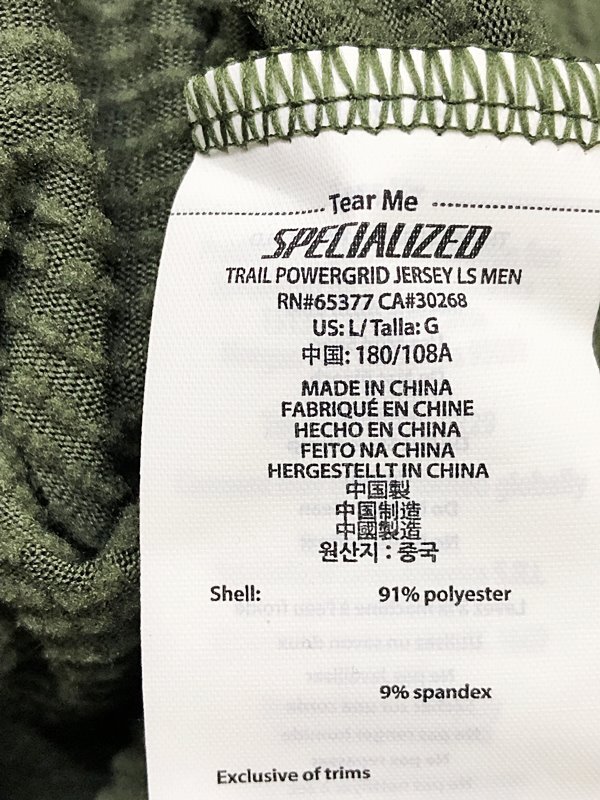 Tear Me
SPECIALIZED
TRAIL POWERGRID JERSEY LS MEN
RN#65377 CA#30268
US: L/ Talla: G
中国: 180/108A
MADE IN CHINA
FABRIQUÉ EN CHINE
HECHO EN CHINA
FEITO NA CHINA
HERGESTELLT IN CHINA
中国製
中国制造
中國製造
원산지 : 중국
Shell: 91% polyester
9% spandex
Exclusive of trims